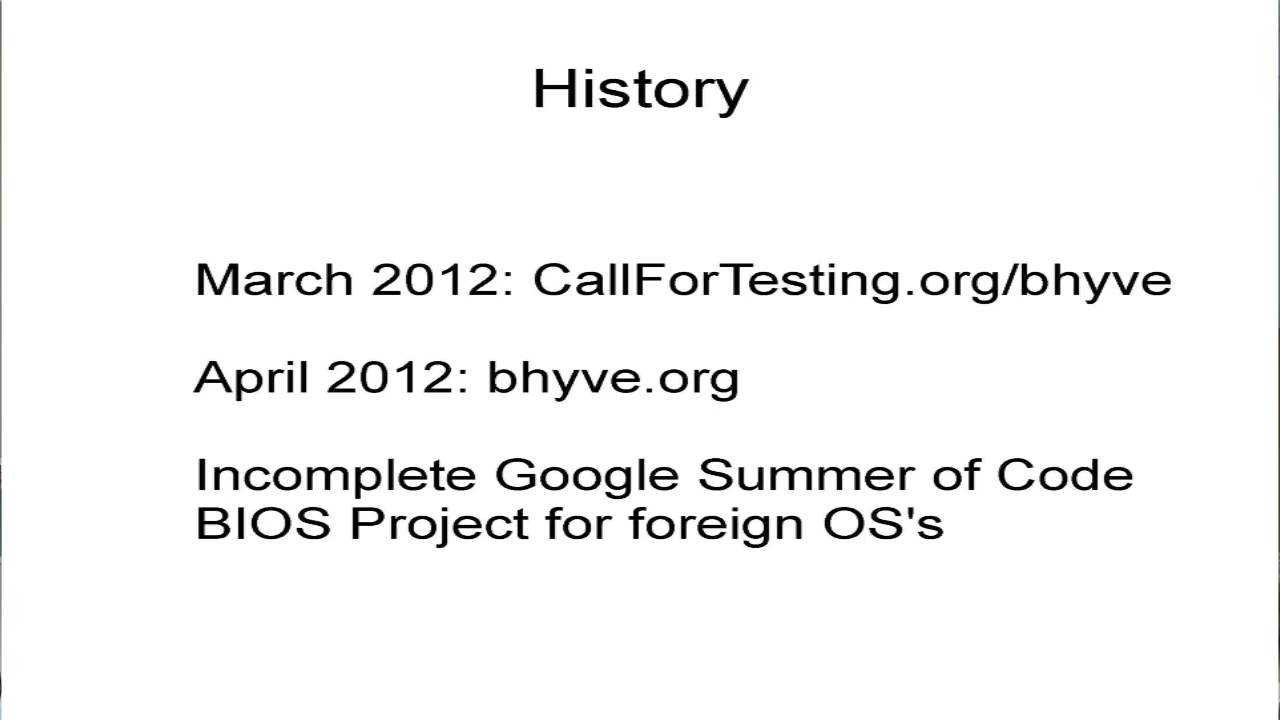 History
March 2012: CallForTesting.org/bhyve
April 2012: bhyve.org
Incomplete Google Summer of Code
BIOS Project for foreign OS's